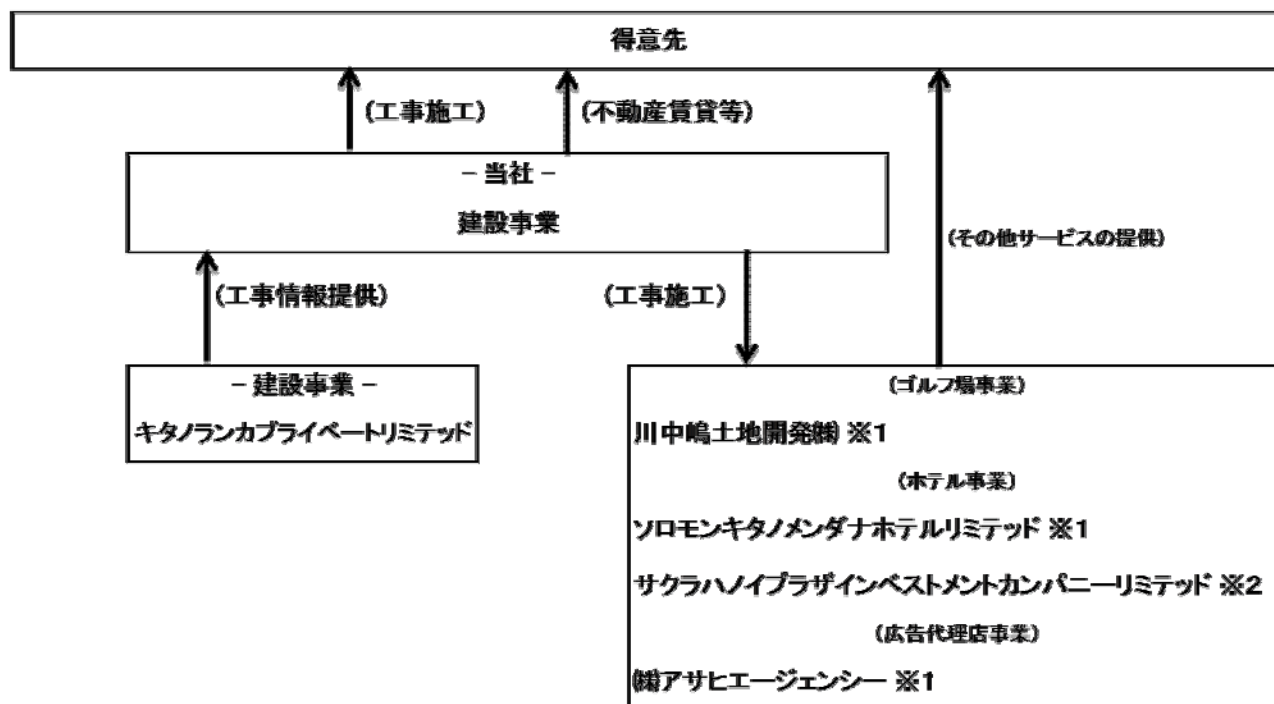 得意先
(工事施工)
(不動産賃貸等)
－ 当社 －
建設事業
(その他サービスの提供)
(工事情報提供)
(工事施工)
－ 建設事業 －
キタノランカプライベートリミテッド
(ゴルフ場事業)
川中嶋土地開発㈱ ※1
(ホテル事業)
ソロモンキタノメンダナホテルリミテッド ※1
サクラハノイプラザインベストメントカンパニーリミテッド ※2
(広告代理店事業)
㈱アサヒエージェンシー ※1